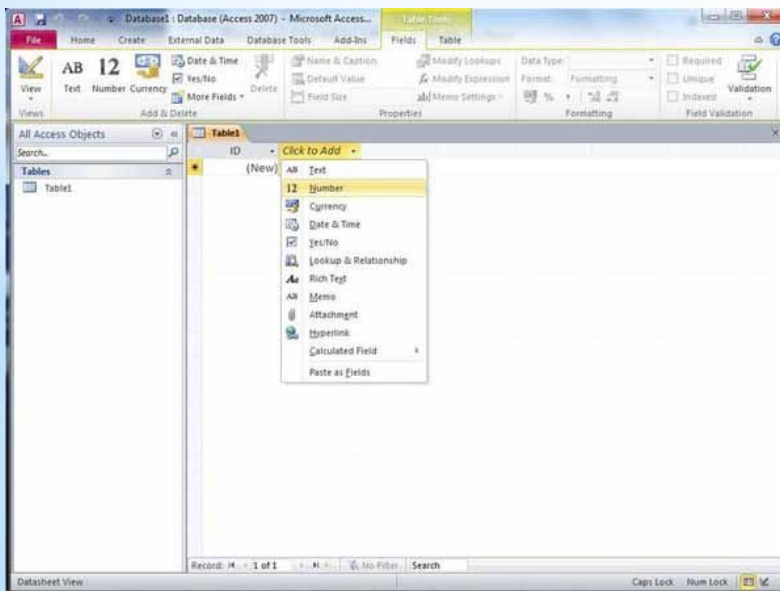 Database1 : Database (Access 2007) - Microsoft Access...
Table Tools
File Home Create External Data Database Tools Add-Ins Fields Table
View
AB
Text
12
Number
Currency
Date & Time
Yes/No
More Fields
Delete
Name & Caption
Default Value
Field Size
Modify Lookups
Modify Expression
ab Memo Settings
Data Type:
Format: Formatting
%
Required
Unique
Indexed
Validation
Views Add & Delete Properties Formatting Field Validation
All Access Objects
Search...
Tables
Table1
Table1
ID Click to Add
(New)
AB Text
12 Number
Currency
Date & Time
Yes/No
Lookup & Relationship
Aa Rich Text
AB Memo
Attachment
Hyperlink
Calculated Field
Paste as Fields
Record: 1 of 1 No Filter Search
Datasheet View Caps Lock Num Lock